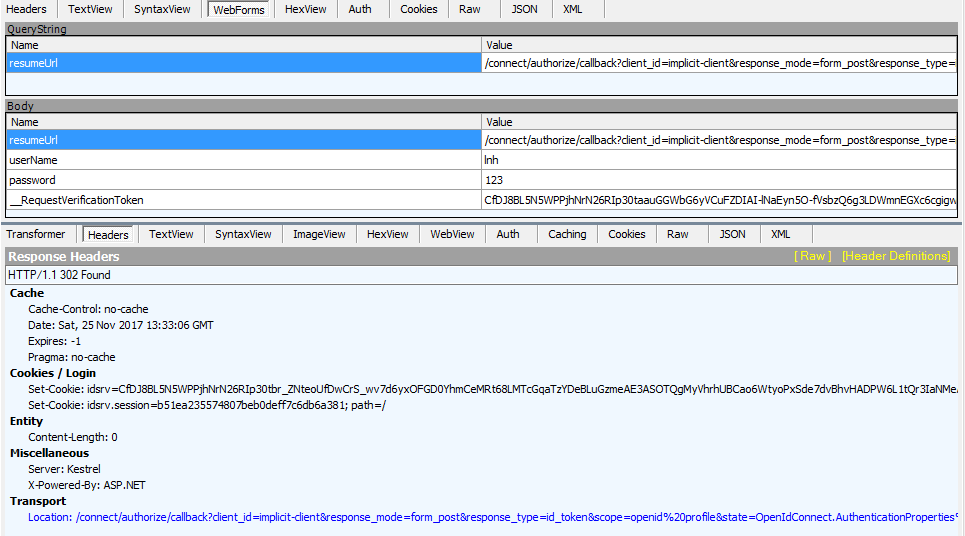 Headers TextView SyntaxView WebForms HexView Auth Cookies Raw JSON XML
QueryString
Name Value
resumeUrl /connect/authorize/callback?client_id=implicit-client&response_mode=form_post&response_type=
Body
Name Value
resumeUrl /connect/authorize/callback?client_id=implicit-client&response_mode=form_post&response_type=
userName lnh
password 123
__RequestVerificationToken CfDJ8BL5N5WPPjhNrN26RIp30taauGGWbG6yVCuFZDIAI-lNaEyn5O-fVsbzQ6g3LDWmnEGXc6cgigw
Transformer Headers TextView SyntaxView ImageView HexView WebView Auth Caching Cookies Raw JSON XML
Response Headers [ Raw ] [Header Definitions]
HTTP/1.1 302 Found
Cache
Cache-Control: no-cache
Date: Sat, 25 Nov 2017 13:33:06 GMT
Expires: -1
Pragma: no-cache
Cookies / Login
Set-Cookie: idsrv=CfDJ8BL5N5WPPjhNrN26RIp30tbr_ZNteoUfDwCrS_wv7d6yxOFGD0YhmCeMRt68LMTcGqaTzYDeBLuGzmeAE3ASOTQgMyVhrhUBCao6WtyoPxSde7dvBhvHADPW6L1tQr3IaNMeA
Set-Cookie: idsrv.session=b51ea235574807beb0deff7c6db6a381; path=/
Entity
Content-Length: 0
Miscellaneous
Server: Kestrel
X-Powered-By: ASP.NET
Transport
Location: /connect/authorize/callback?client_id=implicit-client&response_mode=form_post&response_type=id_token&scope=openid%20profile&state=OpenIdConnect.AuthenticationProperties%